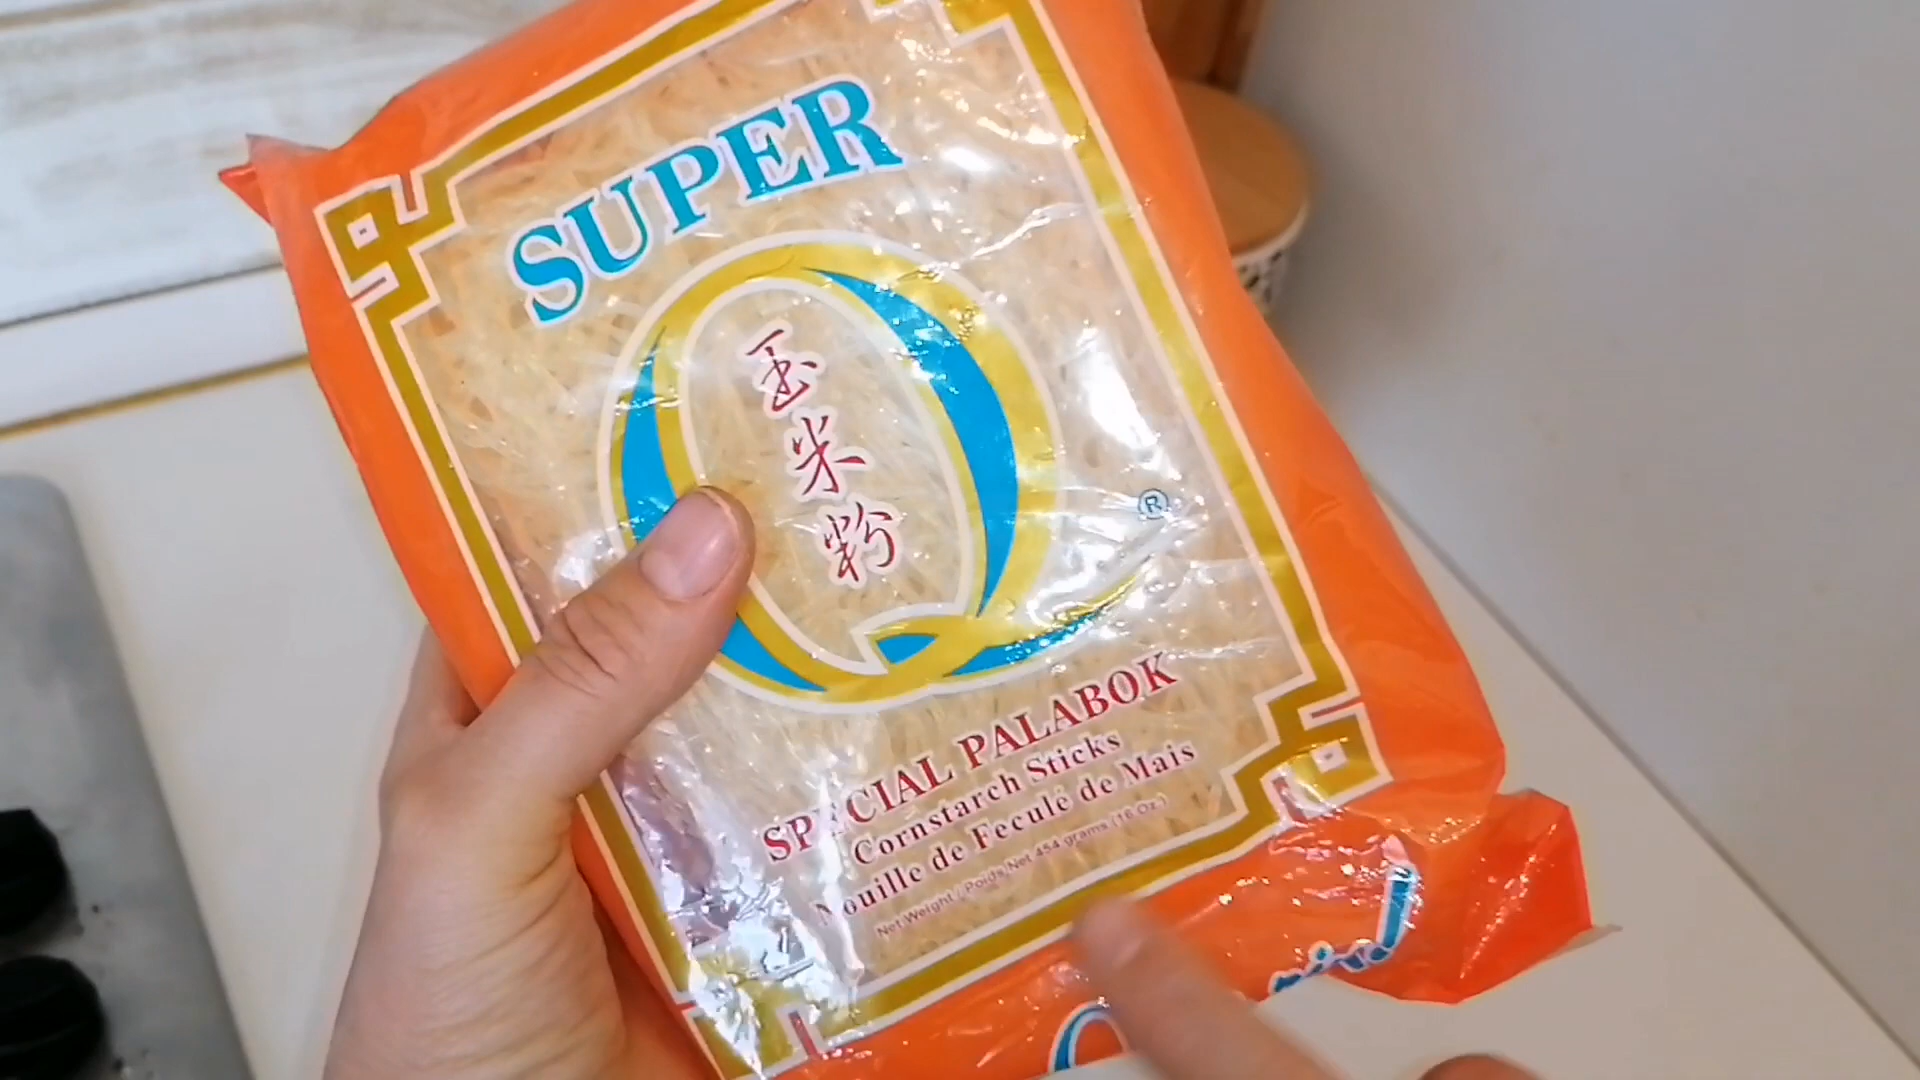 SUPER
Q
玉
米
粉
®
SPECIAL PALABOK
Cornstarch Sticks
Nouille de Feculé de Mais
Net Weight / Poids Net 454 grams (16 Oz.)